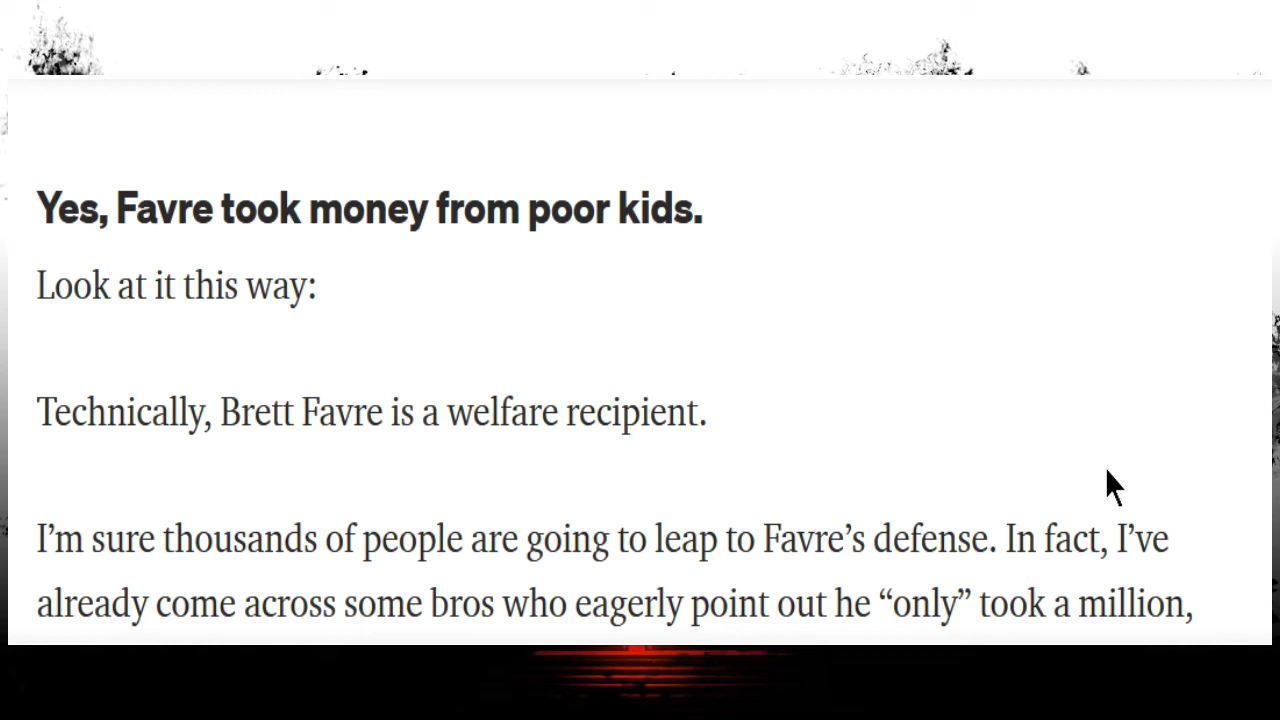 Yes, Favre took money from poor kids.
Look at it this way:
Technically, Brett Favre is a welfare recipient.
I’m sure thousands of people are going to leap to Favre’s defense. In fact, I’ve
already come across some bros who eagerly point out he “only” took a million,